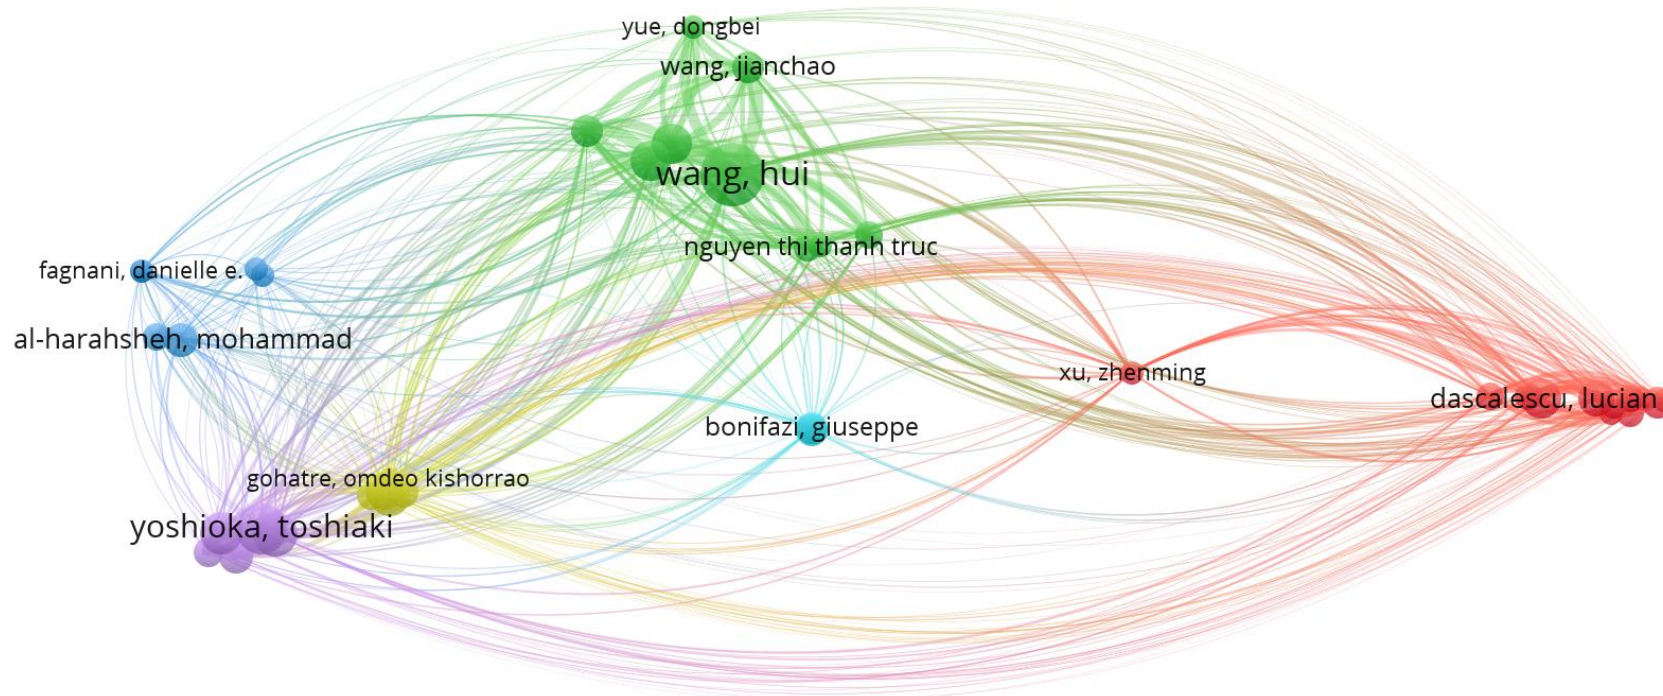 yue, dongbei
wang, jianchao
wang, hui
nguyen thi thanh truc
fagnani, danielle e.
al-harahsheh, mohammad
xu, zhenming
dascalescu, lucian
bonifazi, giuseppe
gohatre, omdeo kishorrao
yoshioka, toshiaki